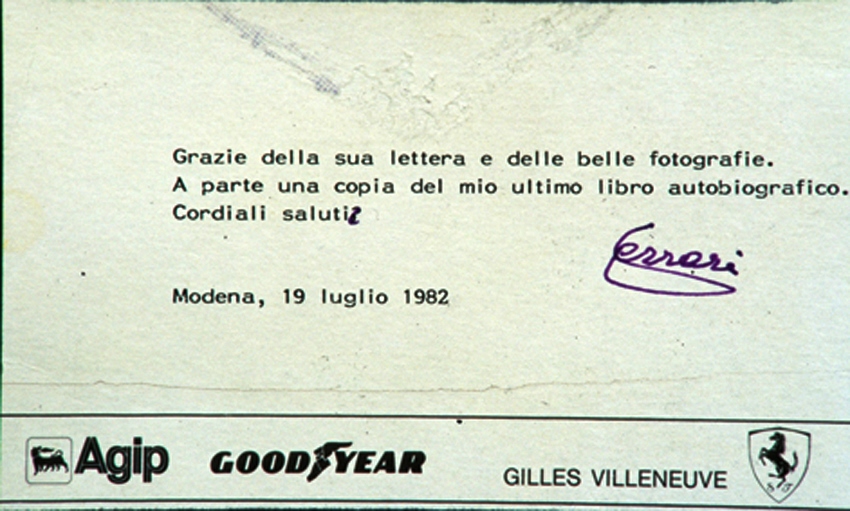 Grazie della sua lettera e delle belle fotografie.
A parte una copia del mio ultimo libro autobiografico.
Cordiali saluti
Ferrari
Modena, 19 luglio 1982
Agip GOODYEAR GILLES VILLENEUVE
S F